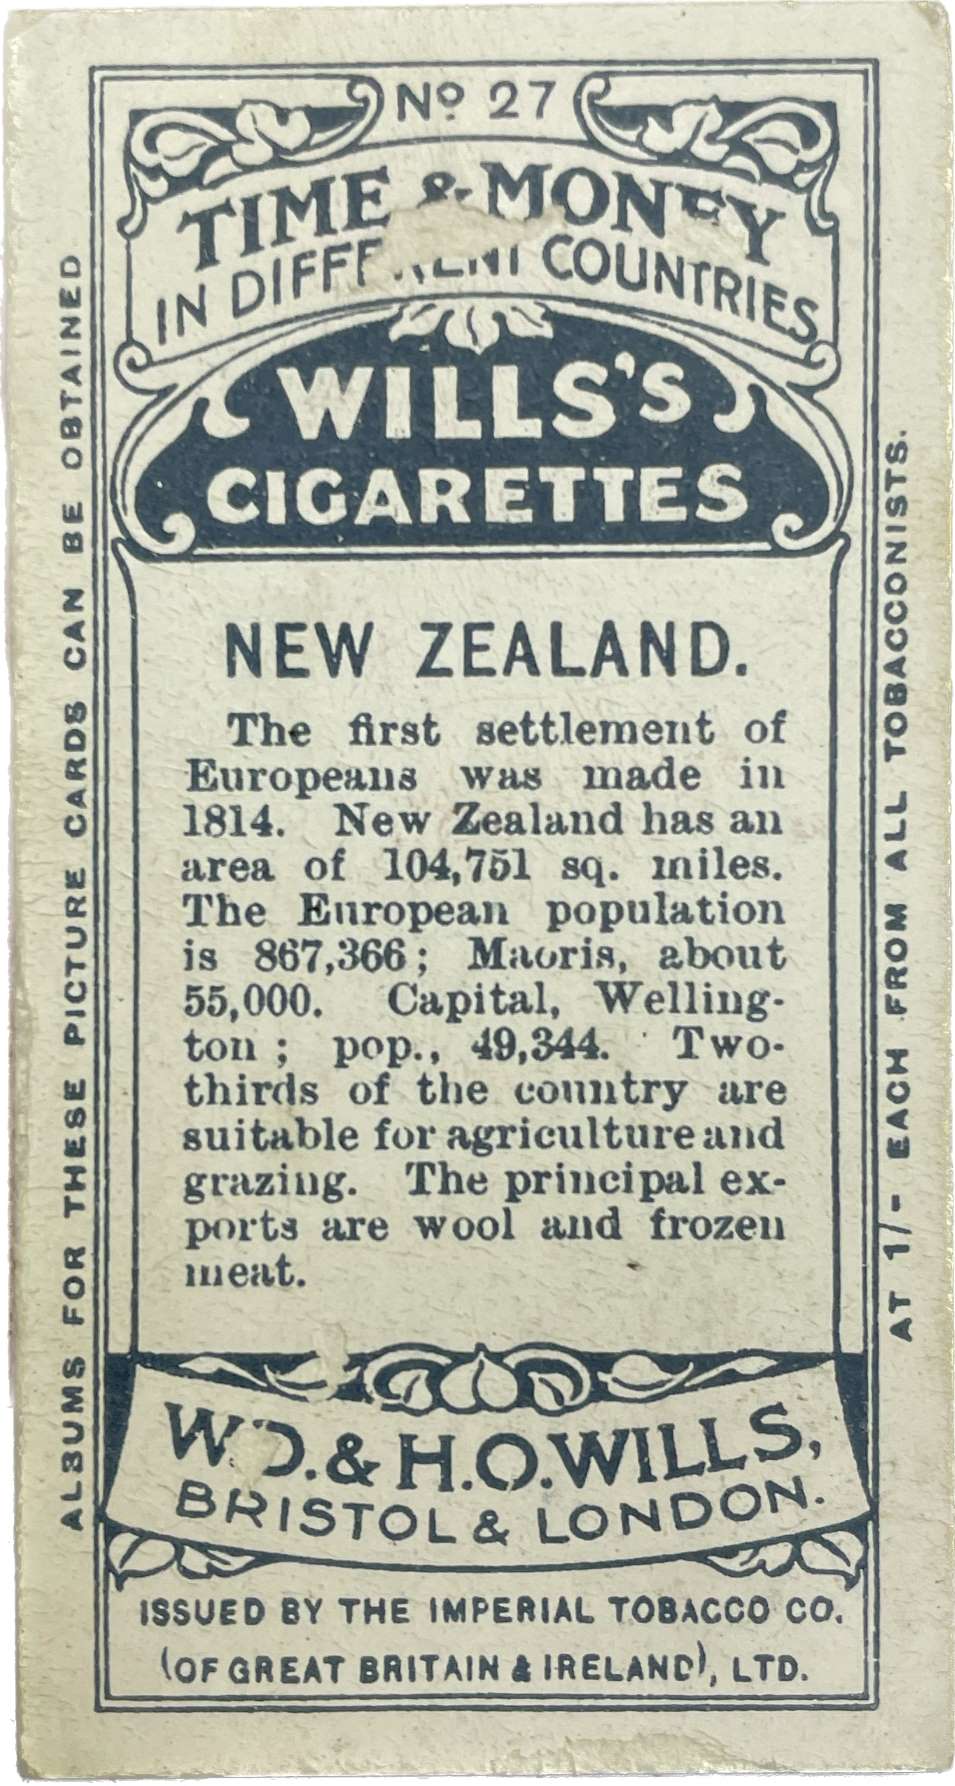 No 27
TIME & MONEY
IN DIFFERENT COUNTRIES
WILLS'S
CIGARETTES
NEW ZEALAND.
The first settlement of
Europeans was made in
1814. New Zealand has an
area of 104,751 sq. miles.
The European population
is 867,366; Maoris, about
55,000. Capital, Welling-
ton; pop., 49,344. Two-
thirds of the country are
suitable for agriculture and
grazing. The principal ex-
ports are wool and frozen
meat.
W.D. & H.O. WILLS,
BRISTOL & LONDON.
ISSUED BY THE IMPERIAL TOBACCO CO.
(OF GREAT BRITAIN & IRELAND), LTD.
ALBUMS FOR THESE PICTURE CARDS CAN BE OBTAINED
AT 1/- EACH FROM ALL TOBACCONISTS.